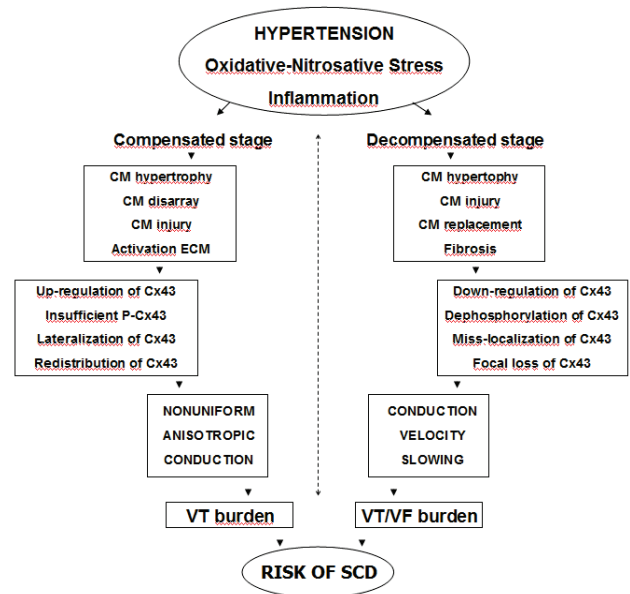 HYPERTENSION
Oxidative-Nitrosative Stress
Inflammation
Compensated stage
CM hypertrophy
CM disarray
CM injury
Activation ECM
Up-regulation of Cx43
Insufficient P-Cx43
Lateralization of Cx43
Redistribution of Cx43
NONUNIFORM
ANISOTROPIC
CONDUCTION
VT burden
Decompensated stage
CM hypertophy
CM injury
CM replacement
Fibrosis
Down-regulation of Cx43
Dephosphorylation of Cx43
Miss-localization of Cx43
Focal loss of Cx43
CONDUCTION
VELOCITY
SLOWING
VT/VF burden
RISK OF SCD